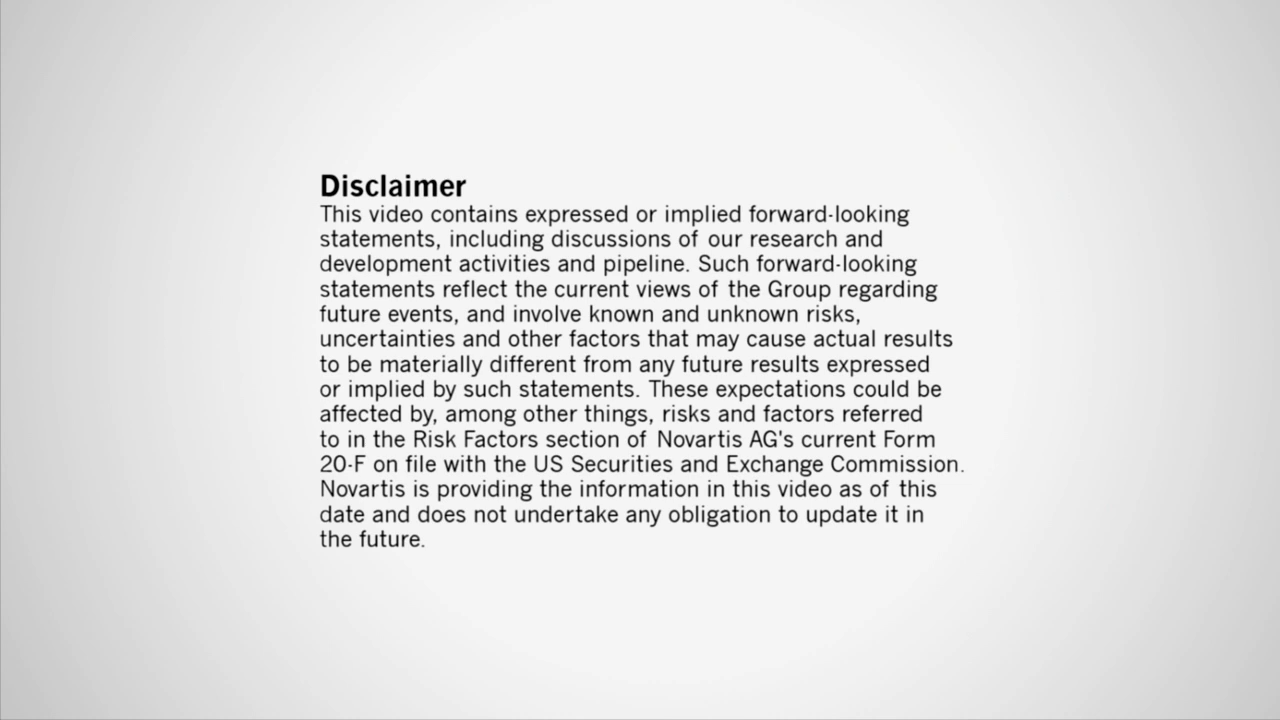 Disclaimer
This video contains expressed or implied forward-looking
statements, including discussions of our research and
development activities and pipeline. Such forward-looking
statements reflect the current views of the Group regarding
future events, and involve known and unknown risks,
uncertainties and other factors that may cause actual results
to be materially different from any future results expressed
or implied by such statements. These expectations could be
affected by, among other things, risks and factors referred
to in the Risk Factors section of Novartis AG's current Form
20-F on file with the US Securities and Exchange Commission.
Novartis is providing the information in this video as of this
date and does not undertake any obligation to update it in
the future.